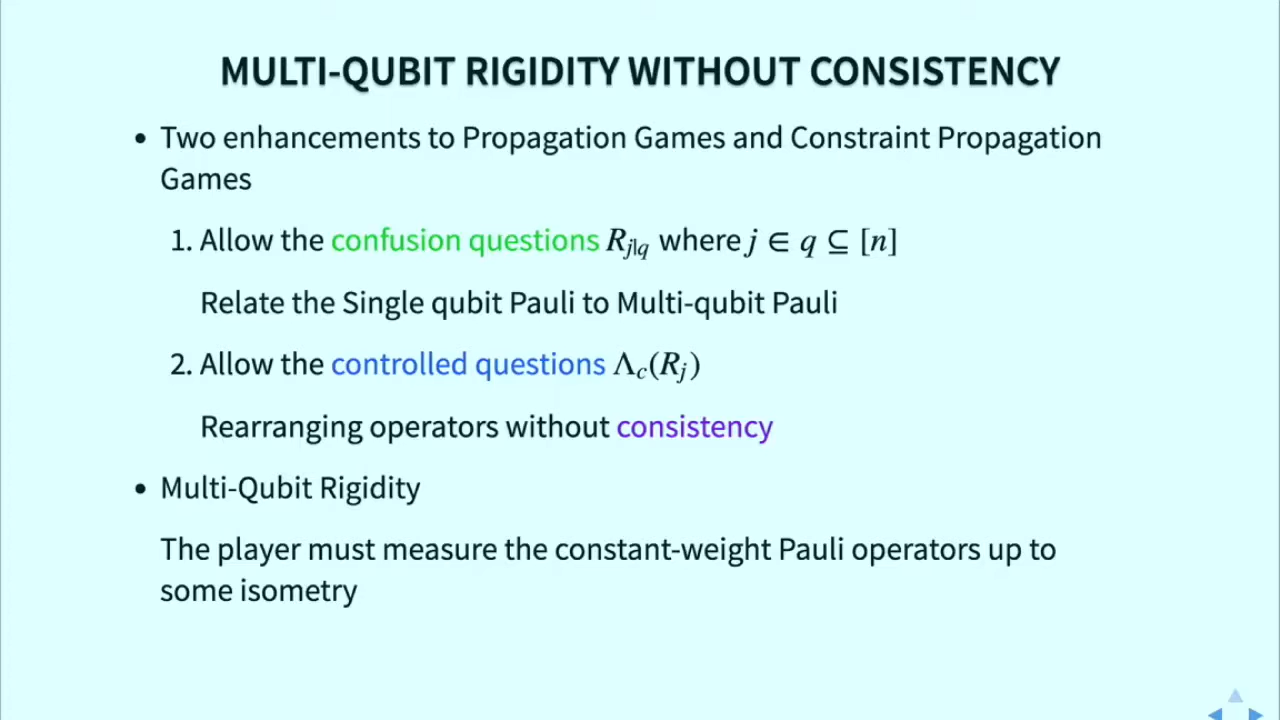 MULTI-QUBIT RIGIDITY WITHOUT CONSISTENCY
• Two enhancements to Propagation Games and Constraint Propagation
Games
1. Allow the confusion questions R_{j|q} where j ∈ q ⊆ [n]
Relate the Single qubit Pauli to Multi-qubit Pauli
2. Allow the controlled questions Λ_c(R_j)
Rearranging operators without consistency
• Multi-Qubit Rigidity
The player must measure the constant-weight Pauli operators up to
some isometry